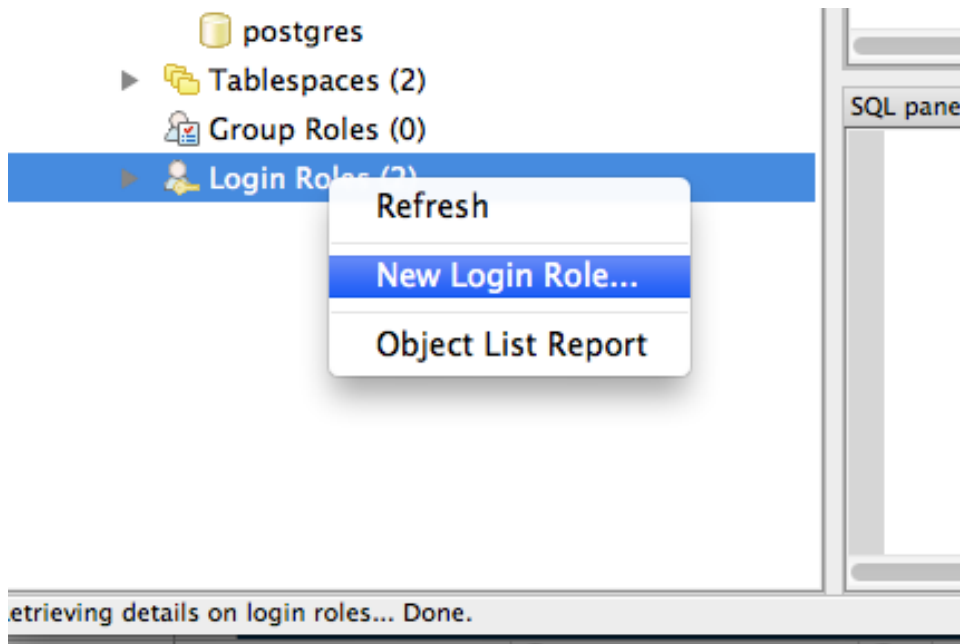 postgres
Tablespaces (2)
Group Roles (0)
Login Roles (2)
Refresh
New Login Role...
Object List Report
SQL pane
etrieving details on login roles... Done.